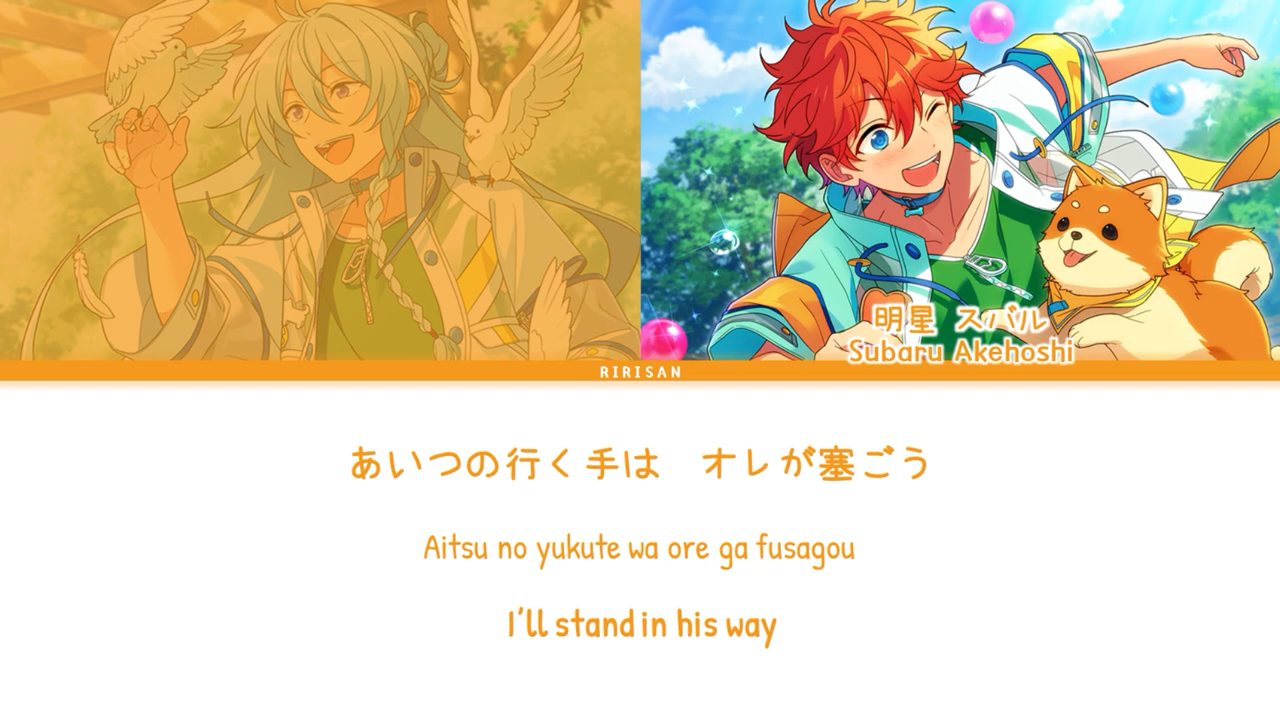 明星 スバル
Subaru Akehoshi
RIRISAN
あいつの行く手は　オレが塞ごう
Aitsu no yukute wa ore ga fusagou
I'll stand in his way